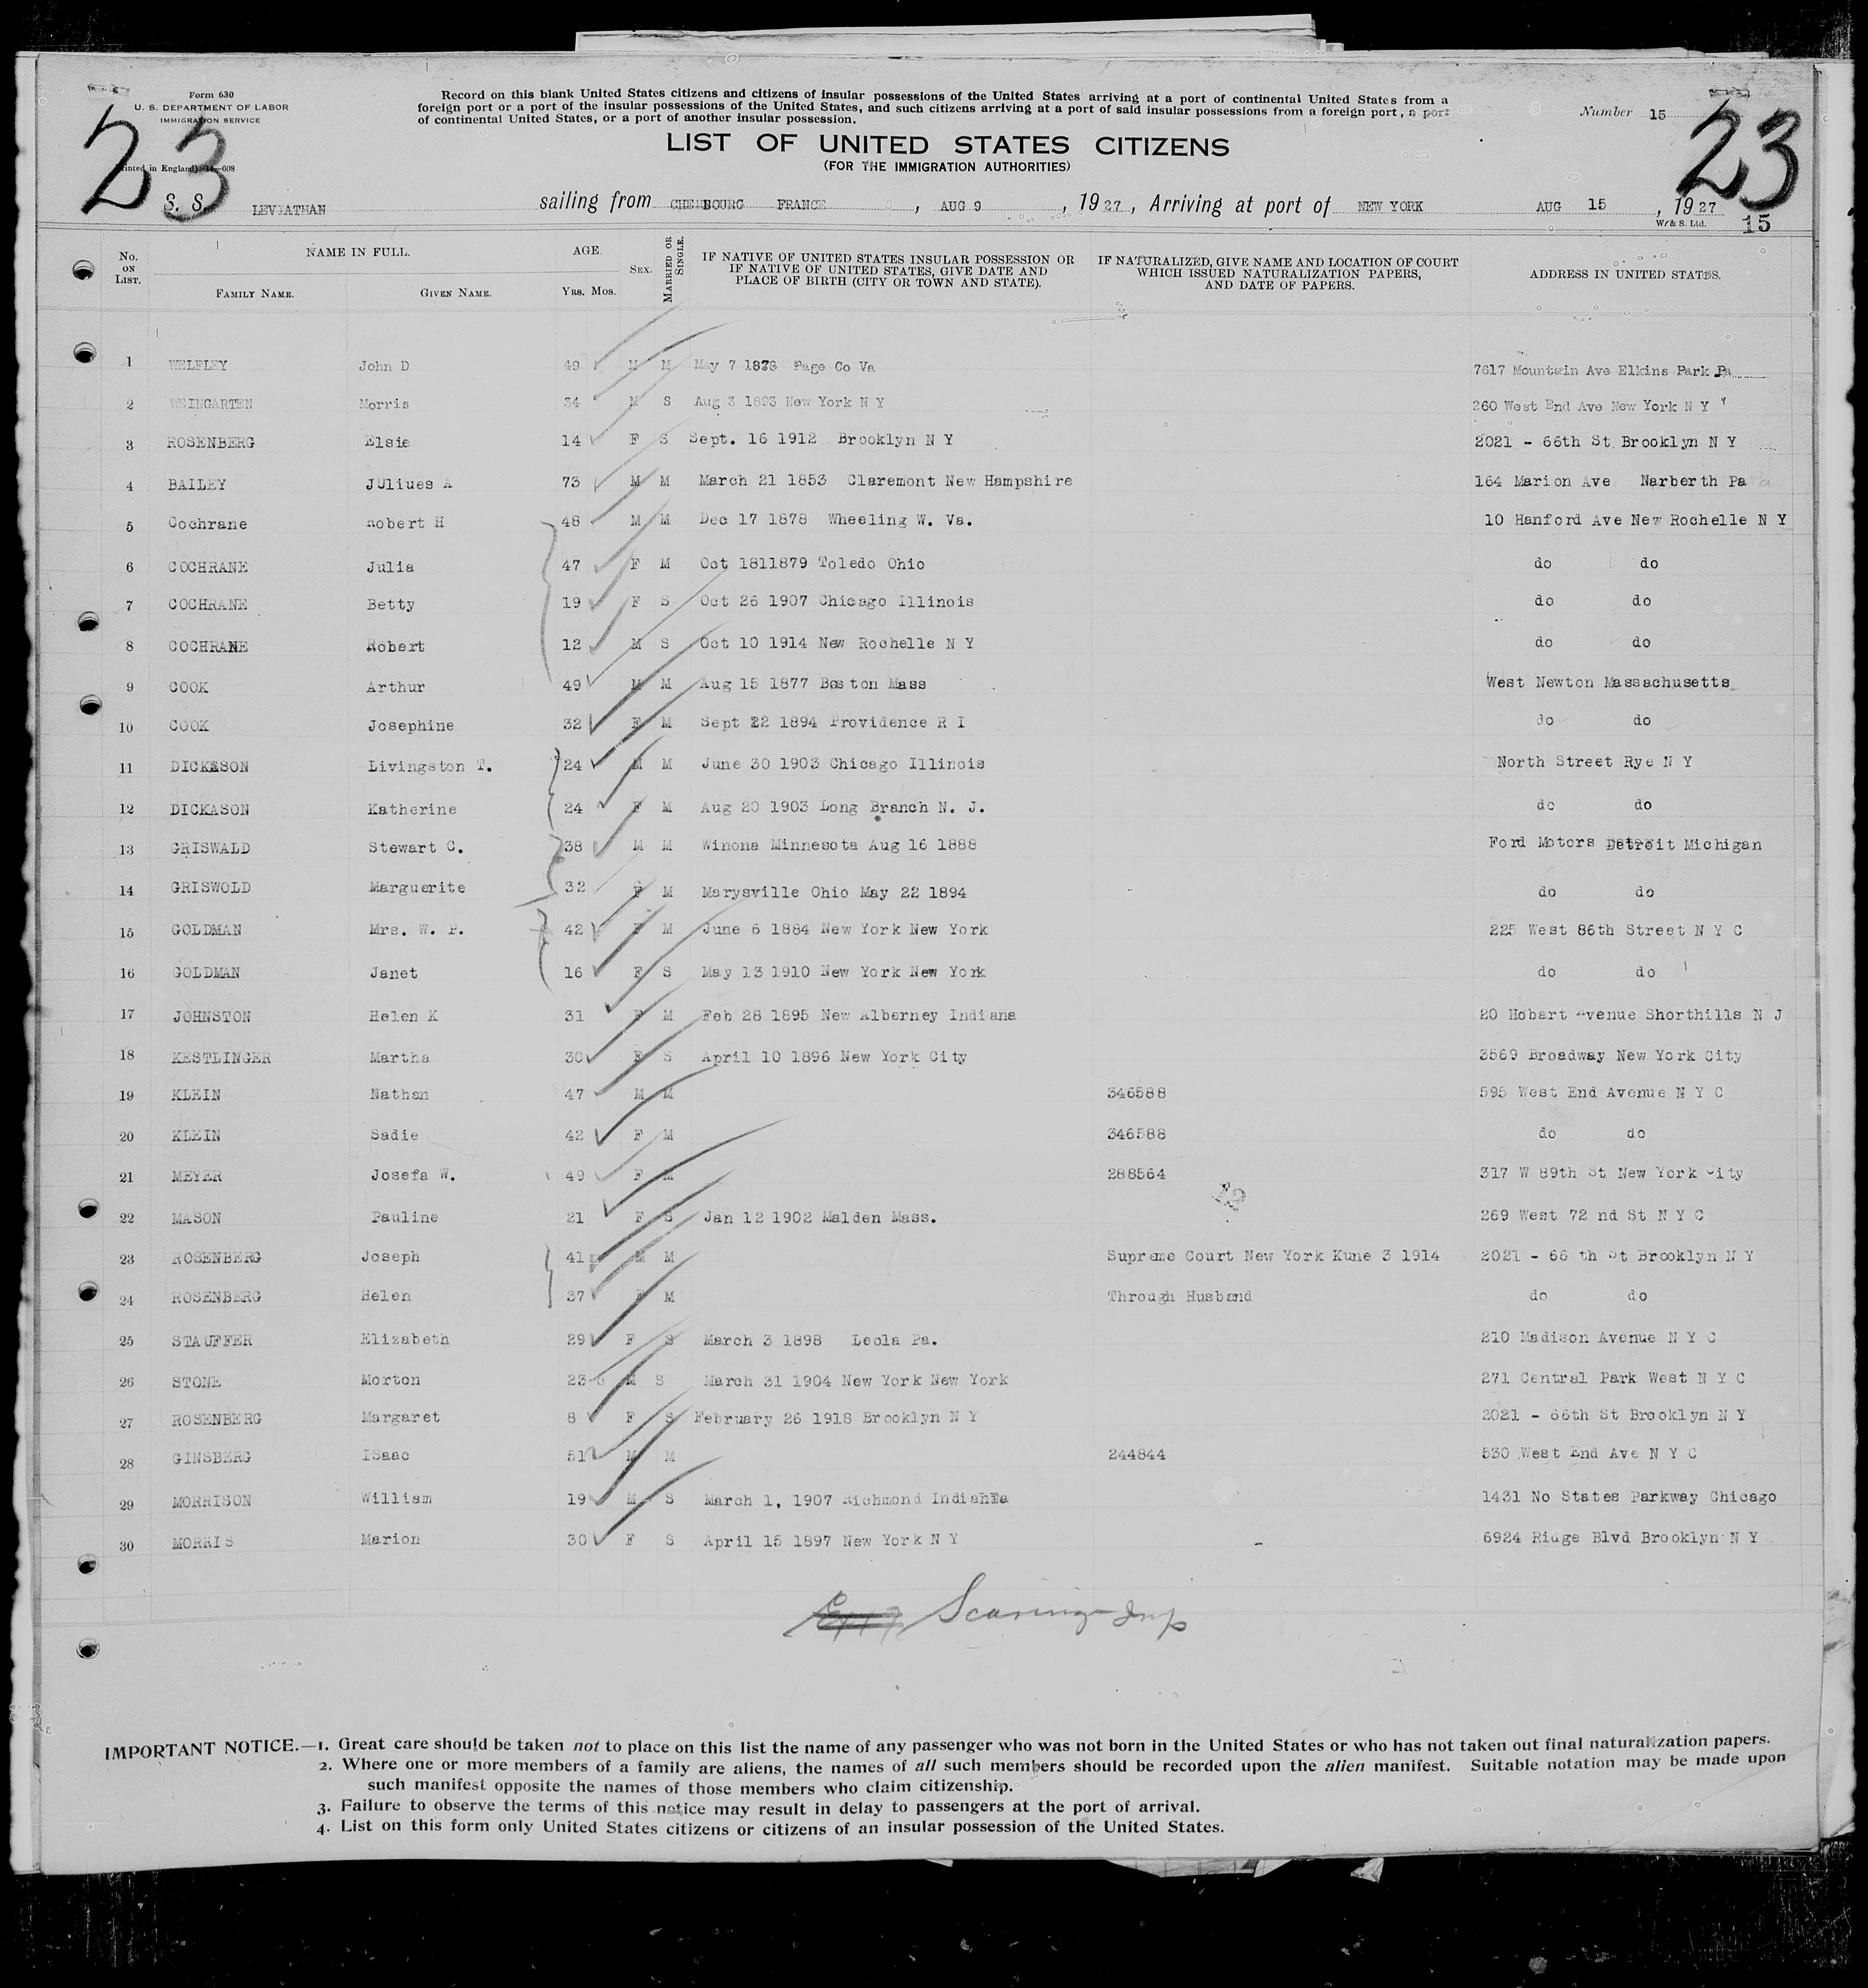 Form 630
U. S. DEPARTMENT OF LABOR
IMMIGRATION SERVICE
23
Record on this blank United States citizens and citizens of insular possessions of the United States arriving at a port of continental United States from a
foreign port or a port of the insular possessions of the United States, and such citizens arriving at a port of said insular possessions from a foreign port, a port
of continental United States, or a port of another insular possession.
Number 15
23
LIST OF UNITED STATES CITIZENS
(FOR THE IMMIGRATION AUTHORITIES)
S. S. LEVIATHAN sailing from CHERBOURG FRANCE, AUG 9, 1927, Arriving at port of NEW YORK AUG 15, 1927
W. & S. Ltd. 15
No. ON LIST. NAME IN FULL. FAMILY NAME. GIVEN NAME. AGE. YRS. MOS. SEX. MARRIED OR SINGLE. IF NATIVE OF UNITED STATES INSULAR POSSESSION OR IF NATIVE OF UNITED STATES, GIVE DATE AND PLACE OF BIRTH (CITY OR TOWN AND STATE). IF NATURALIZED, GIVE NAME AND LOCATION OF COURT WHICH ISSUED NATURALIZATION PAPERS, AND DATE OF PAPERS. ADDRESS IN UNITED STATES.
1 WELFLEY John D 49 M M May 7 1878 Page Co Va 7617 Mountain Ave Elkins Park Pa
2 WEINGARTEN Morris 34 M S Aug 3 1893 New York N Y 260 West End Ave New York N Y
3 ROSENBERG Elsie 14 F S Sept. 16 1912 Brooklyn N Y 2021 - 66th St Brooklyn N Y
4 BAILEY JUliues A 73 M M March 21 1853 Claremont New Hampshire 164 Marion Ave Narberth Pa
5 Cochrane Robert H 48 M M Dec 17 1878 Wheeling W. Va. 10 Hanford Ave New Rochelle N Y
6 COCHRANE Julia 47 F M Oct 1811879 Toledo Ohio do do
7 COCHRANE Betty 19 F S Oct 26 1907 Chicago Illinois do do
8 COCHRANE Robert 12 M S Oct 10 1914 New Rochelle N Y do do
9 COOK Arthur 49 M M Aug 15 1877 Boston Mass West Newton Massachusetts
10 COOK Josephine 32 F M Sept 22 1894 Providence R I do do
11 DICKASON Livingston T. 24 M M June 30 1903 Chicago Illinois North Street Rye N Y
12 DICKASON Katherine 24 F M Aug 20 1903 Long Branch N. J. do do
13 GRISWALD Stewart C. 38 M M Winona Minnesota Aug 16 1888 Ford Motors Detroit Michigan
14 GRISWOLD Marguerite 32 F M Marysville Ohio May 22 1894 do do
15 GOLDMAN Mrs. W. P. 42 F M June 6 1884 New York New York 225 West 86th Street N Y C
16 GOLDMAN Janet 16 F S May 13 1910 New York New York do do
17 JOHNSTON Helen K 31 F M Feb 28 1895 New Alberney Indiana 20 Hobart Avenue Shorthills N J
18 KESTLINGER Martha 30 F S April 10 1896 New York City 3569 Broadway New York City
19 KLEIN Nathan 47 M M 346588 595 West End Avenue N Y C
20 KLEIN Sadie 42 F M 346588 do do
21 MEYER Josefa W. 49 F M 288564 317 W 89th St New York City
22 MASON Pauline 21 F S Jan 12 1902 Malden Mass. 269 West 72 nd St N Y C
23 ROSENBERG Joseph 41 M M Supreme Court New York Kune 3 1914 2021 - 66 th St Brooklyn N Y
24 ROSENBERG Helen 37 F M Through Husband do do
25 STAUFFER Elizabeth 29 F S March 3 1898 Leola Pa. 210 Madison Avenue N Y C
26 STONE Morton 23 M S March 31 1904 New York New York 271 Central Park West N Y C
27 ROSENBERG Margaret 8 F S February 26 1918 Brooklyn N Y 2021 - 66th St Brooklyn N Y
28 GINSBERG ISaac 51 M M 244844 530 West End Ave N Y C
29 MORRISON William 19 M S March 1, 1907 Richmond Indiana 1431 No States Parkway Chicago
30 MORRIS Marion 30 F S April 15 1897 New York N Y 6924 Ridge Blvd Brooklyn N Y
IMPORTANT NOTICE.—1. Great care should be taken not to place on this list the name of any passenger who was not born in the United States or who has not taken out final naturalization papers.
2. Where one or more members of a family are aliens, the names of all such members should be recorded upon the alien manifest. Suitable notation may be made upon
such manifest opposite the names of those members who claim citizenship.
3. Failure to observe the terms of this notice may result in delay to passengers at the port of arrival.
4. List on this form only United States citizens or citizens of an insular possession of the United States.